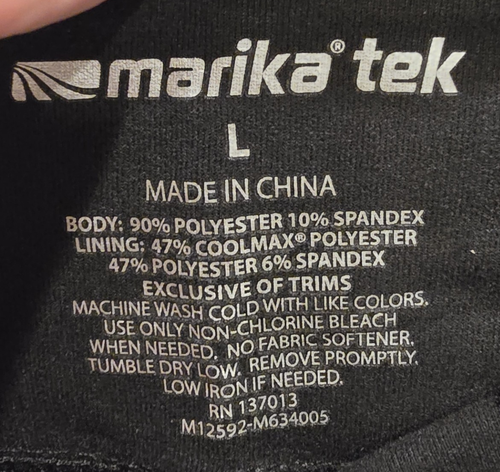 marika® tek
L
MADE IN CHINA
BODY: 90% POLYESTER 10% SPANDEX
LINING: 47% COOLMAX® POLYESTER
47% POLYESTER 6% SPANDEX
EXCLUSIVE OF TRIMS
MACHINE WASH COLD WITH LIKE COLORS.
USE ONLY NON-CHLORINE BLEACH
WHEN NEEDED. NO FABRIC SOFTENER.
TUMBLE DRY LOW. REMOVE PROMPTLY.
LOW IRON IF NEEDED.
RN 137013
M12592-M634005